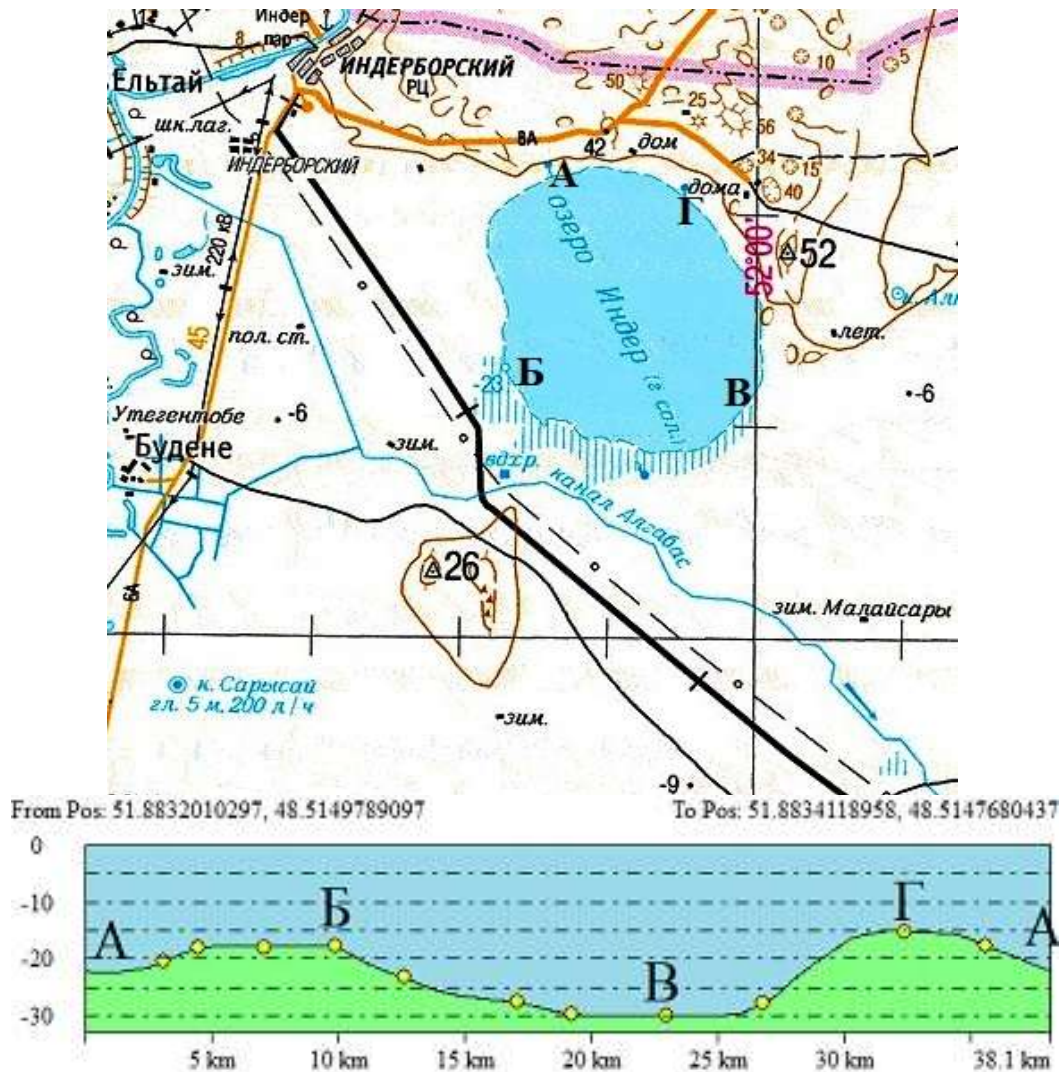 Индер
пар
8
ИНДЕРБОРСКИЙ
РЦ
Ельтай
50
10
5
25
шк.лаг.
8А
56
42
дом
34
15
ИНДЕРБОРСКИЙ
А
дома
40
Г
озеро Индер (г сол.)
52°00'
52
220 кВ
зим.
45
пол. ст.
лет.
Б
-23
В
-6
Утегентобе
-6
Будене
зим.
вдхр.
канал Алгабас
26
6А
зим. Малайсары
к. Сарысай
гл. 5 м, 200 л/ч
зим.
-9
From Pos: 51.8832010297, 48.5149789097
To Pos: 51.8834118958, 48.5147680437
0
-10
-20
-30
А
Б
В
Г
А
5 km
10 km
15 km
20 km
25 km
30 km
38.1 km